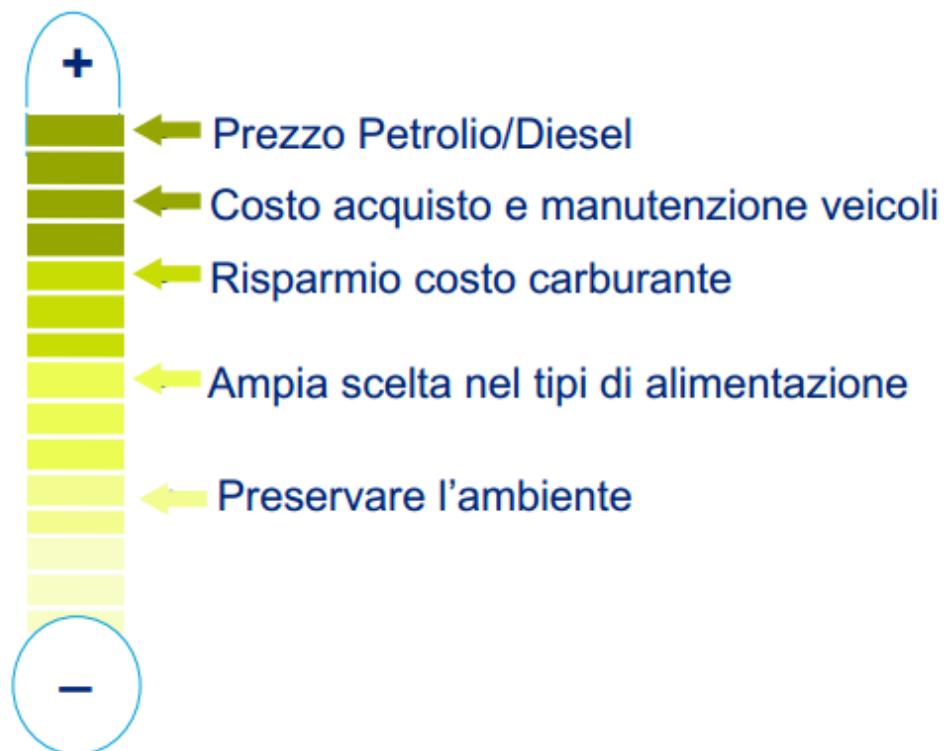 +
Prezzo Petrolio/Diesel
Costo acquisto e manutenzione veicoli
Risparmio costo carburante
Ampia scelta nel tipi di alimentazione
Preservare l’ambiente
–